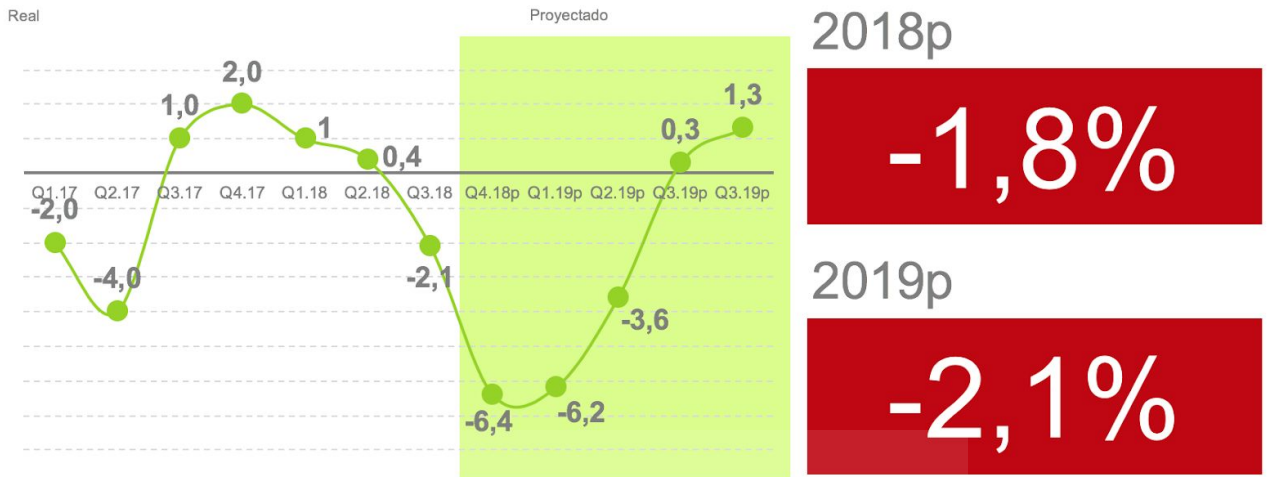 Real
Proyectado
2,0
1,0
1
0,4
0,3
1,3
Q1.17 Q2.17 Q3.17 Q4.17 Q1.18 Q2.18 Q3.18 Q4.18p Q1.19p Q2.19p Q3.19p Q3.19p
-2,0
-4,0
-2,1
-6,4
-6,2
-3,6
2018p
-1,8%
2019p
-2,1%